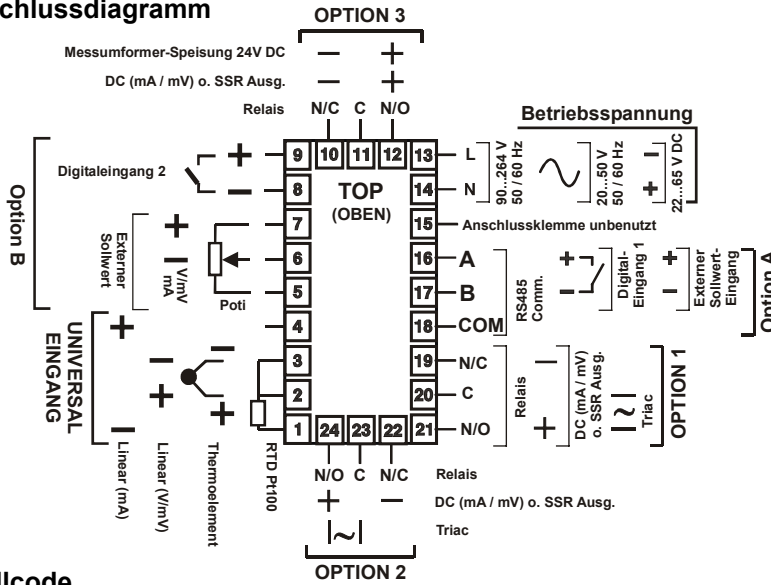 chlussdiagramm
OPTION 3
Messumformer-Speisung 24V DC − +
DC (mA / mV) o. SSR Ausg. − +
Relais N/C C N/O
Betriebsspannung
9 10 11 12 13 L
8 14 N
90...264 V
50 / 60 Hz
20...50 V
50 / 60 Hz
− + 22...65 V DC
Digitaleingang 2 + −
TOP
(OBEN)
Option B
7 15 Anschlussklemme unbenutzt
Externer
Sollwert
+ −
V/mV
mA
Poti
6 16 A
5 17 B
4 18 COM
RS485
Comm.
+ −
Digital-
Eingang 1
+ −
Externer
Sollwert-
Eingang
Option A
UNIVERSAL
EINGANG
3 19 N/C
2 20 C
1 24 23 22 21 N/O
Relais
− +
DC (mA / mV)
o. SSR Ausg.
~
Triac
OPTION 1
+ −
Linear (mA)
− +
Linear (V/mV)
− +
Thermoelement
RTD Pt100
N/O C N/C Relais
+ − DC (mA / mV) o. SSR Ausg.
~ Triac
OPTION 2
llcode